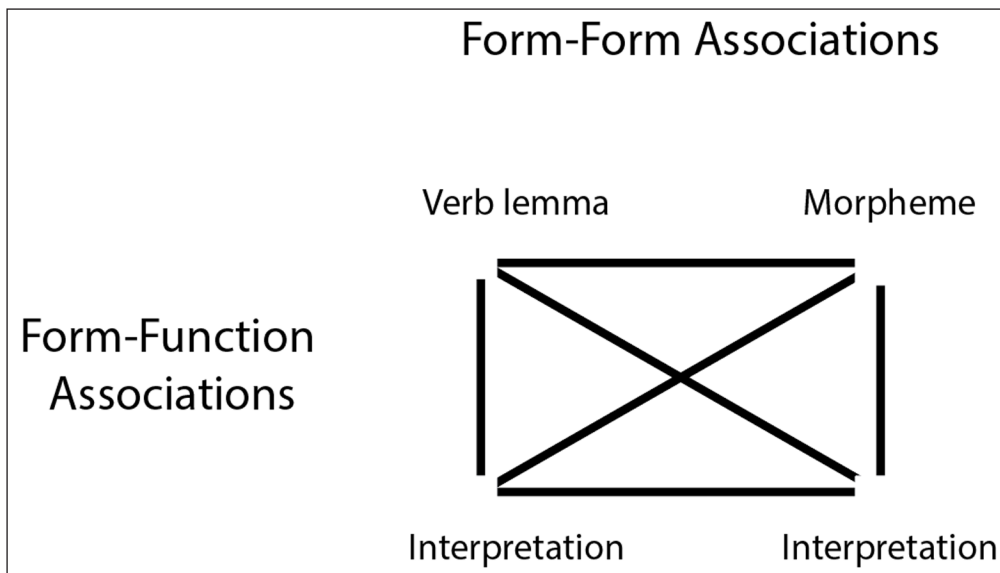 Form-Form Associations
Verb lemma
Morpheme
Form-Function
Associations
Interpretation
Interpretation